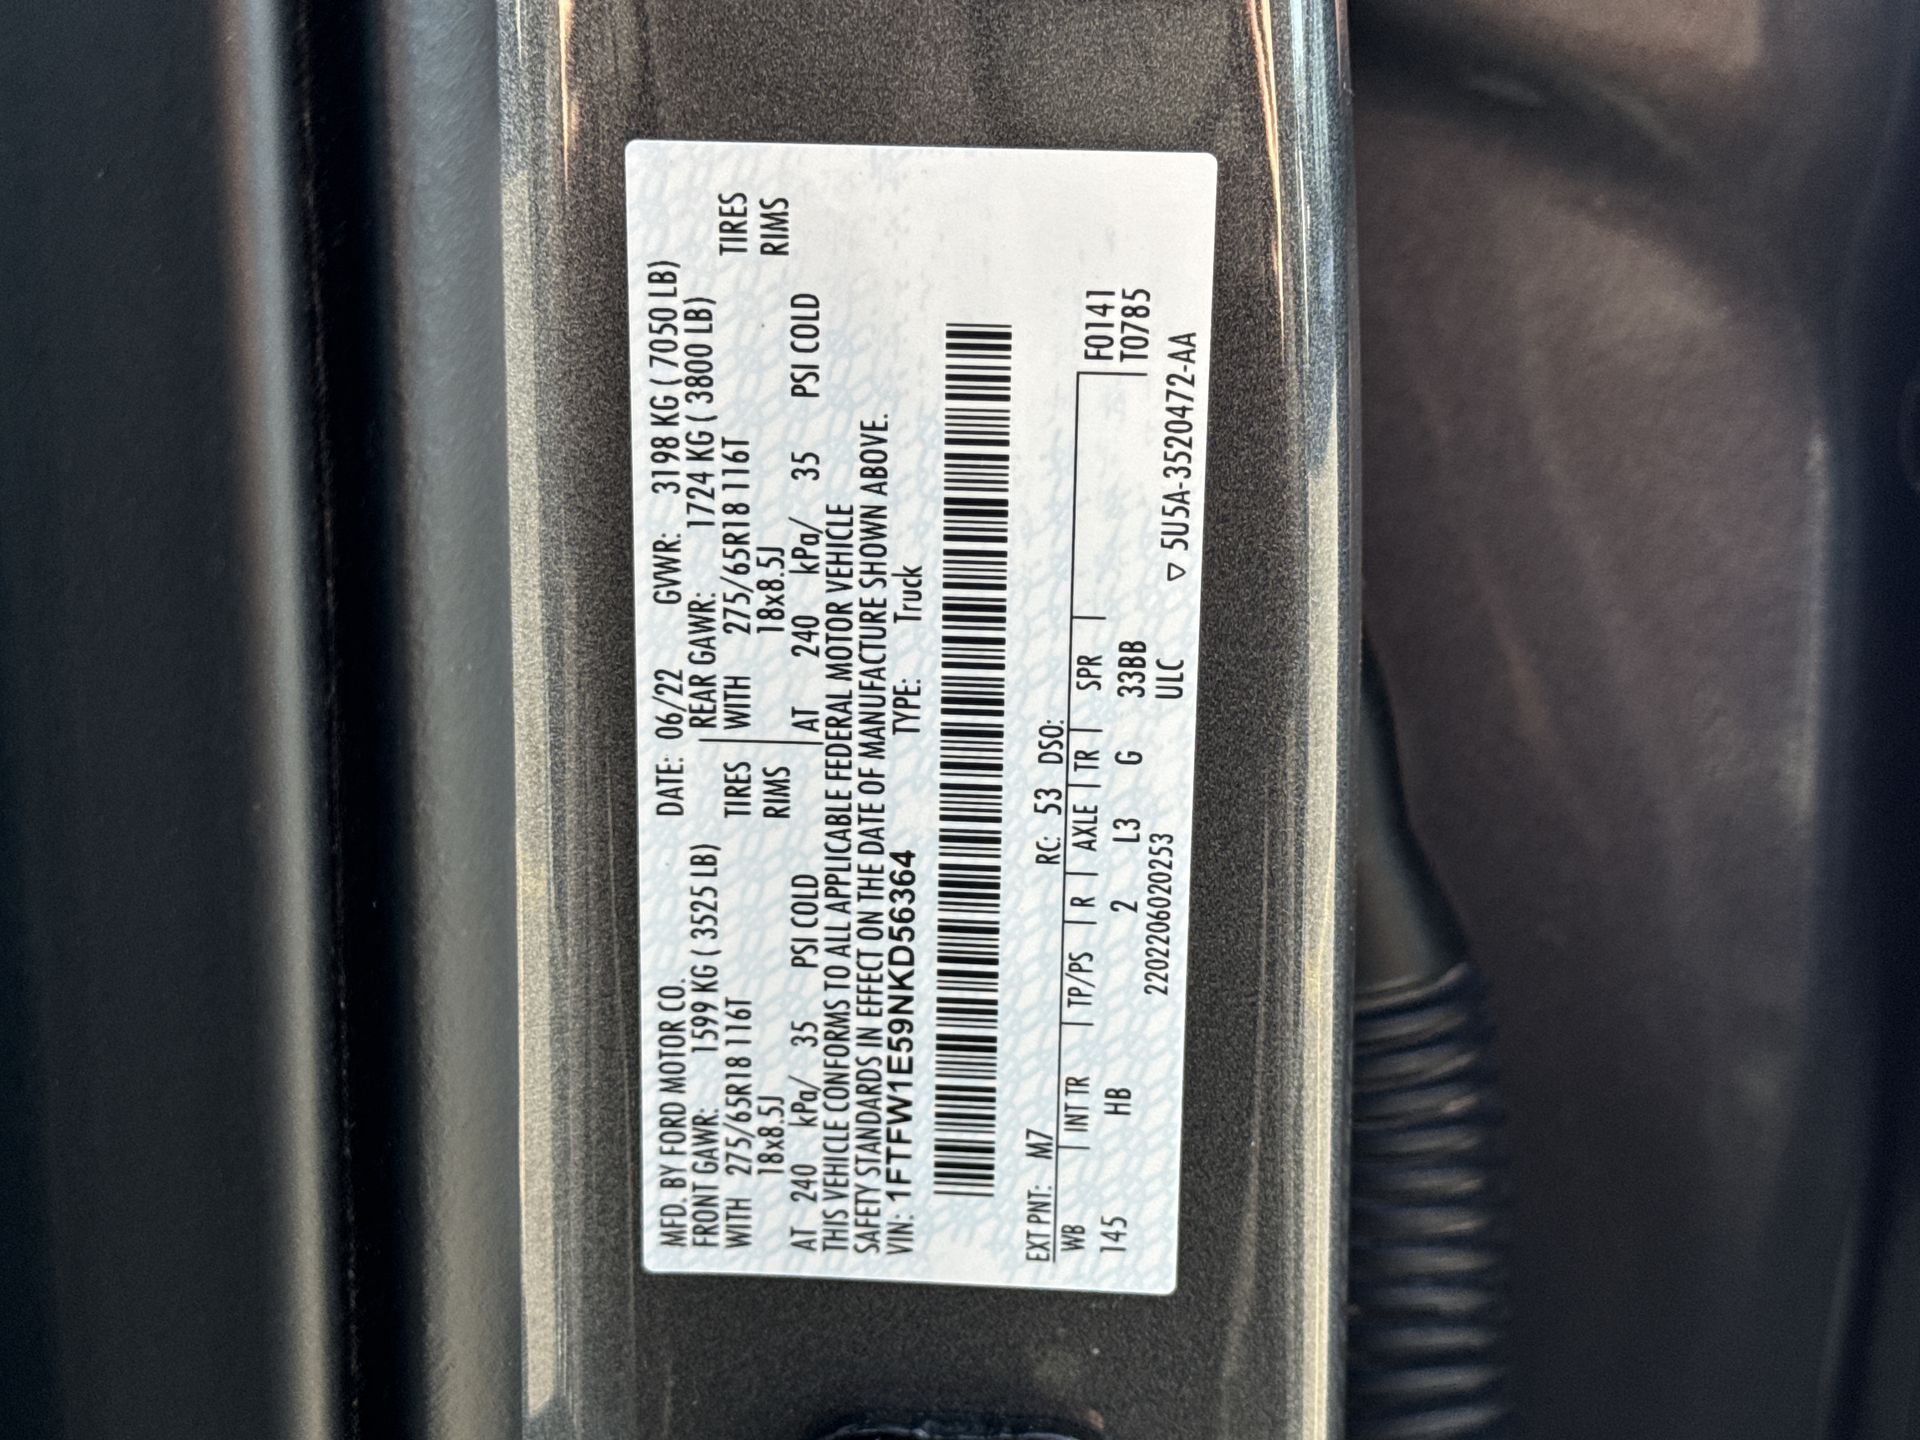 MFD. BY FORD MOTOR CO. DATE: 06/22 GVWR: 3198 KG ( 7050 LB)
FRONT GAWR: 1599 KG ( 3525 LB) REAR GAWR: 1724 KG ( 3800 LB)
WITH 275/65R18 116T TIRES WITH 275/65R18 116T TIRES
18x8.5J RIMS 18x8.5J RIMS
AT 240 kPa/ 35 PSI COLD AT 240 kPa/ 35 PSI COLD
THIS VEHICLE CONFORMS TO ALL APPLICABLE FEDERAL MOTOR VEHICLE
SAFETY STANDARDS IN EFFECT ON THE DATE OF MANUFACTURE SHOWN ABOVE.
VIN: 1FTFW1E59NKD56364 TYPE: Truck
EXT PNT: M7 RC: 53 DSO:
WB INT TR TP/PS R AXLE TR SPR F0141
145 HB 2 L3 G 33BB T0785
2202206020253 ULC ▽ 5U5A-3520472-AA